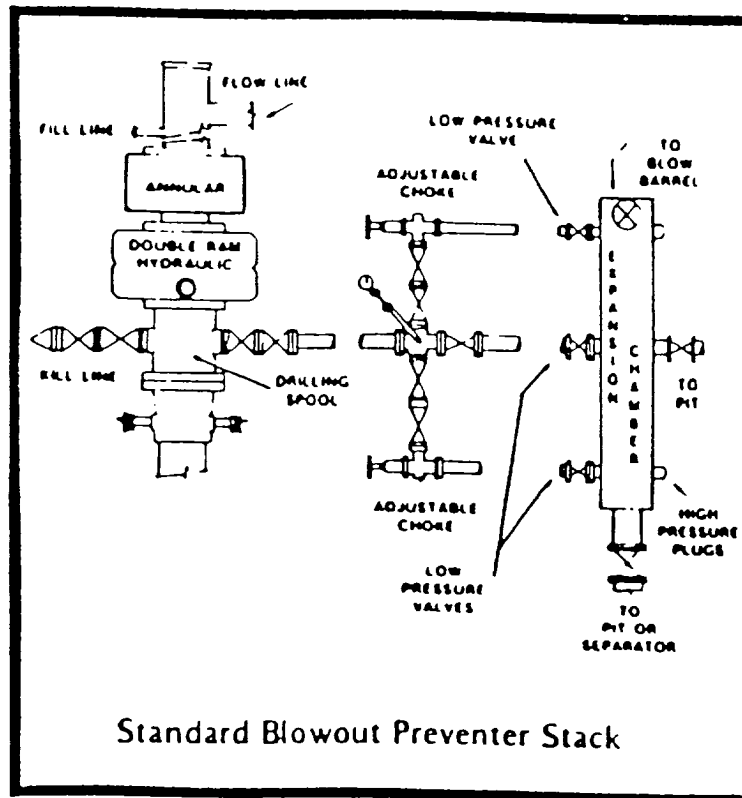 FLOW LINE
FILL LINE
ANNULAR
DOUBLE RAM
HYDRAULIC
KILL LINE
DRILLING
SPOOL
ADJUSTABLE
CHOKE
ADJUSTABLE
CHOKE
LOW PRESSURE
VALVE
TO
BLOW
BARREL
ESPANSION
CHAMBER
TO
PIT
HIGH
PRESSURE
PLUGS
LOW
PRESSURE
VALVES
TO
PIT OR
SEPARATOR
Standard Blowout Preventer Stack